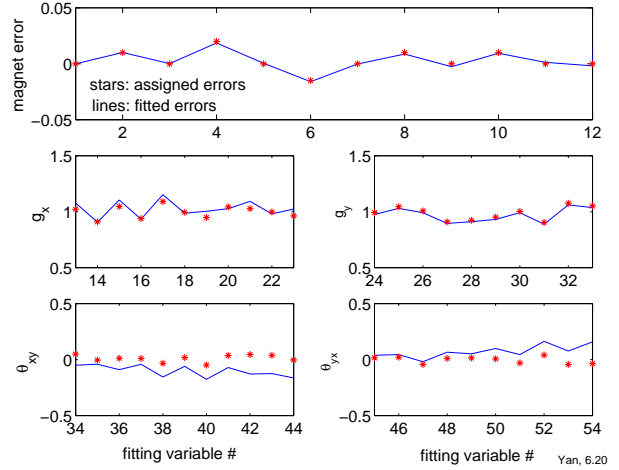 0.05
magnet error
stars: assigned errors
lines: fitted errors
−0.05
2 4 6 8 10 12
1.5
g_x
1
0.5
14 16 18 20 22
1.5
g_y
1
0.5
24 26 28 30 32
0.5
θ_xy
0
−0.5
34 36 38 40 42 44
fitting variable #
0.5
θ_yx
0
−0.5
46 48 50 52 54
fitting variable #
Yan, 6.20
0